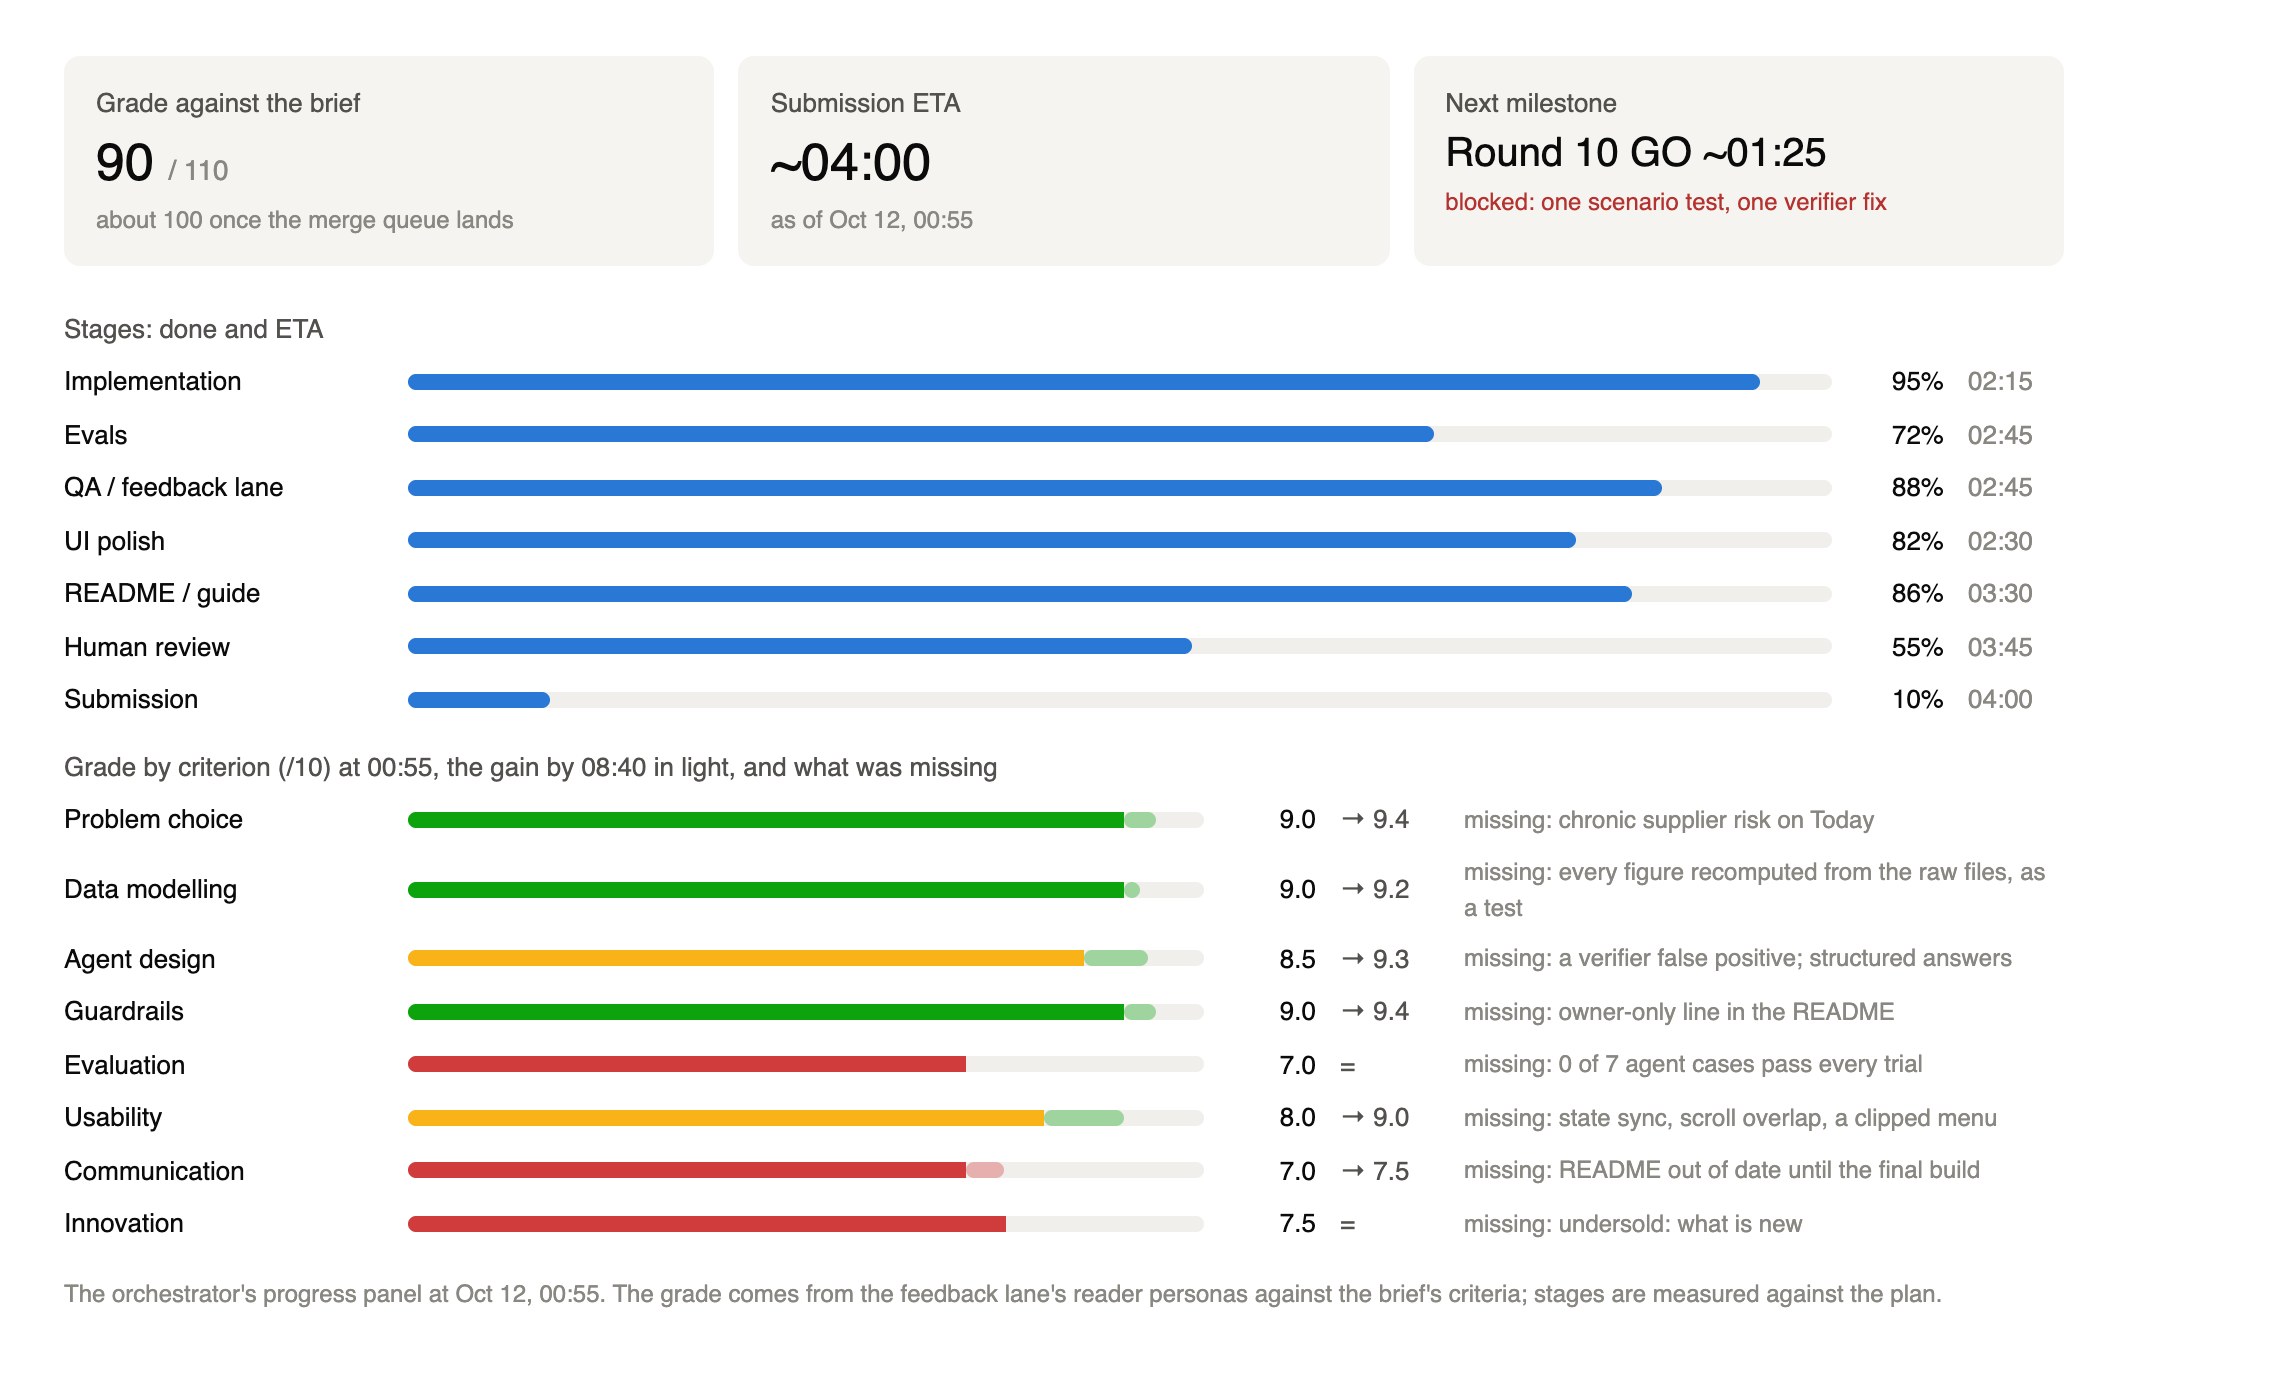 Grade against the brief
90 / 110
about 100 once the merge queue lands
Submission ETA
~04:00
as of Oct 12, 00:55
Next milestone
Round 10 GO ~01:25
blocked: one scenario test, one verifier fix
Stages: done and ETA
Implementation 95% 02:15
Evals 72% 02:45
QA / feedback lane 88% 02:45
UI polish 82% 02:30
README / guide 86% 03:30
Human review 55% 03:45
Submission 10% 04:00
Grade by criterion (/10) at 00:55, the gain by 08:40 in light, and what was missing
Problem choice 9.0 → 9.4 missing: chronic supplier risk on Today
Data modelling 9.0 → 9.2 missing: every figure recomputed from the raw files, as
a test
Agent design 8.5 → 9.3 missing: a verifier false positive; structured answers
Guardrails 9.0 → 9.4 missing: owner-only line in the README
Evaluation 7.0 = missing: 0 of 7 agent cases pass every trial
Usability 8.0 → 9.0 missing: state sync, scroll overlap, a clipped menu
Communication 7.0 → 7.5 missing: README out of date until the final build
Innovation 7.5 = missing: undersold: what is new
The orchestrator's progress panel at Oct 12, 00:55. The grade comes from the feedback lane's reader personas against the brief's criteria; stages are measured against the plan.